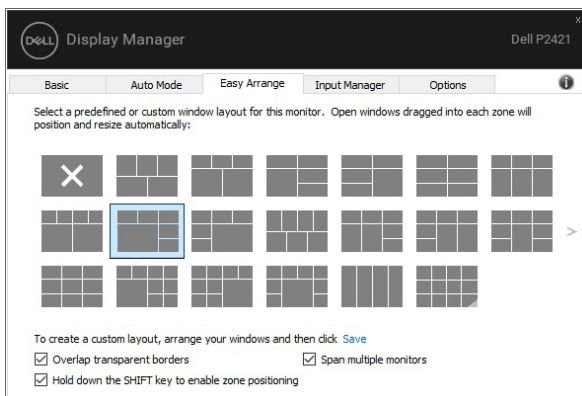 DELL Display Manager
Dell P2421
Basic Auto Mode Easy Arrange Input Manager Options
Select a predefined or custom window layout for this monitor. Open windows dragged into each zone will
position and resize automatically:
To create a custom layout, arrange your windows and then click Save
Overlap transparent borders Span multiple monitors
Hold down the SHIFT key to enable zone positioning